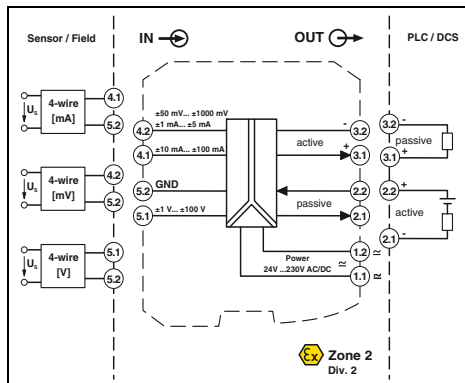 Sensor / Field
IN
OUT
PLC / DCS
Us
4-wire
[mA]
4.1
5.2
Us
4-wire
[mV]
4.2
5.2
Us
4-wire
[V]
5.1
5.2
±50 mV... ±1000 mV
±1 mA... ±5 mA
4.2
±10 mA... ±100 mA
4.1
GND
5.2
±1 V... ±100 V
5.1
-
3.2
active
+
3.1
2.2
passive
2.1
Power
24V ...230V AC/DC
1.2 ≂
≂ 1.1 ≂
3.2 -
passive
3.1 +
2.2 +
active
2.1 -
Ex Zone 2
Div. 2